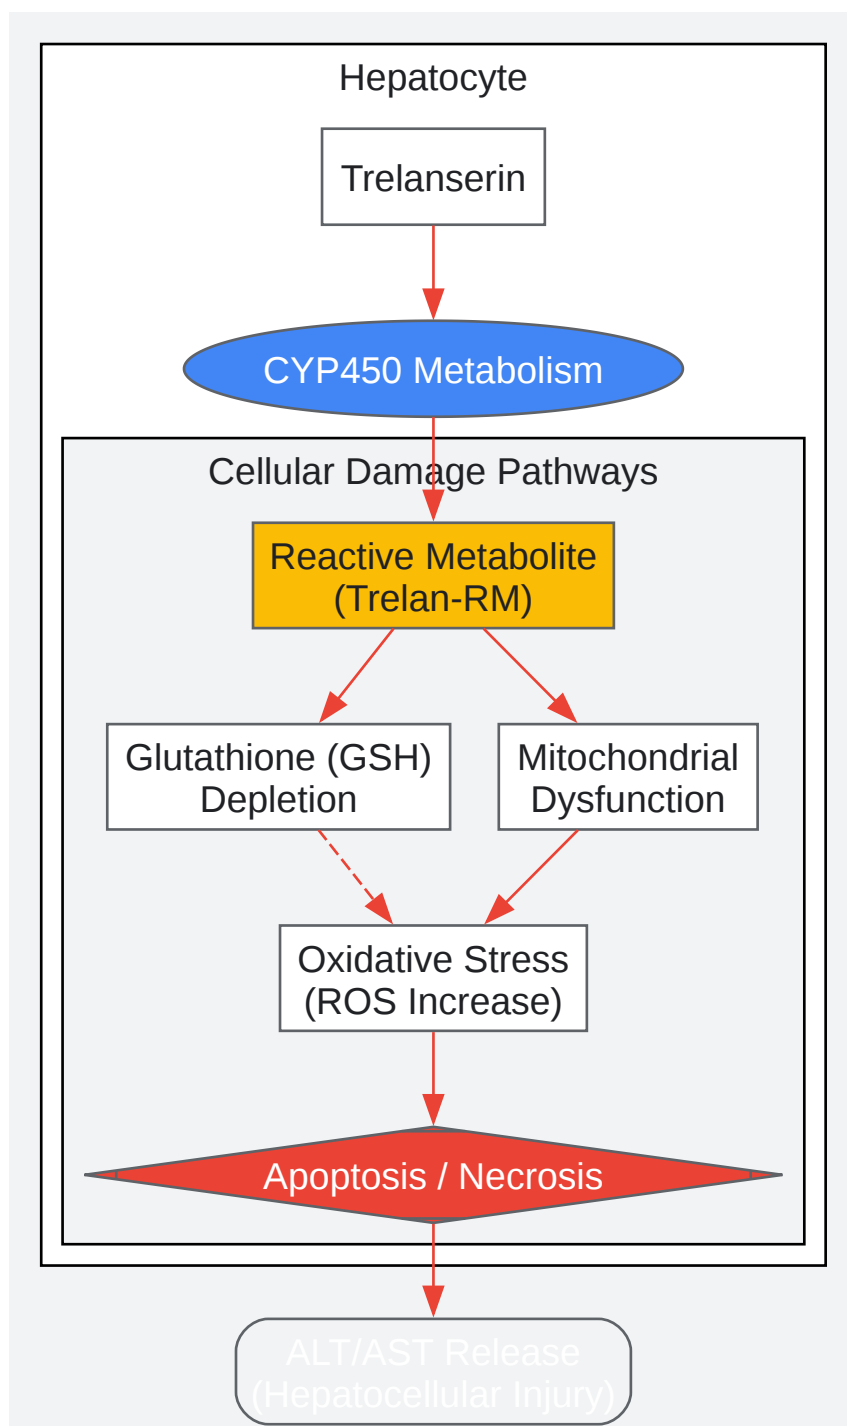 Hepatocyte
Trelanserin
CYP450 Metabolism
Cellular Damage Pathways
Reactive Metabolite
(Trelan-RM)
Glutathione (GSH)
Depletion
Mitochondrial
Dysfunction
Oxidative Stress
(ROS Increase)
Apoptosis / Necrosis
ALT/AST Release
(Hepatocellular Injury)